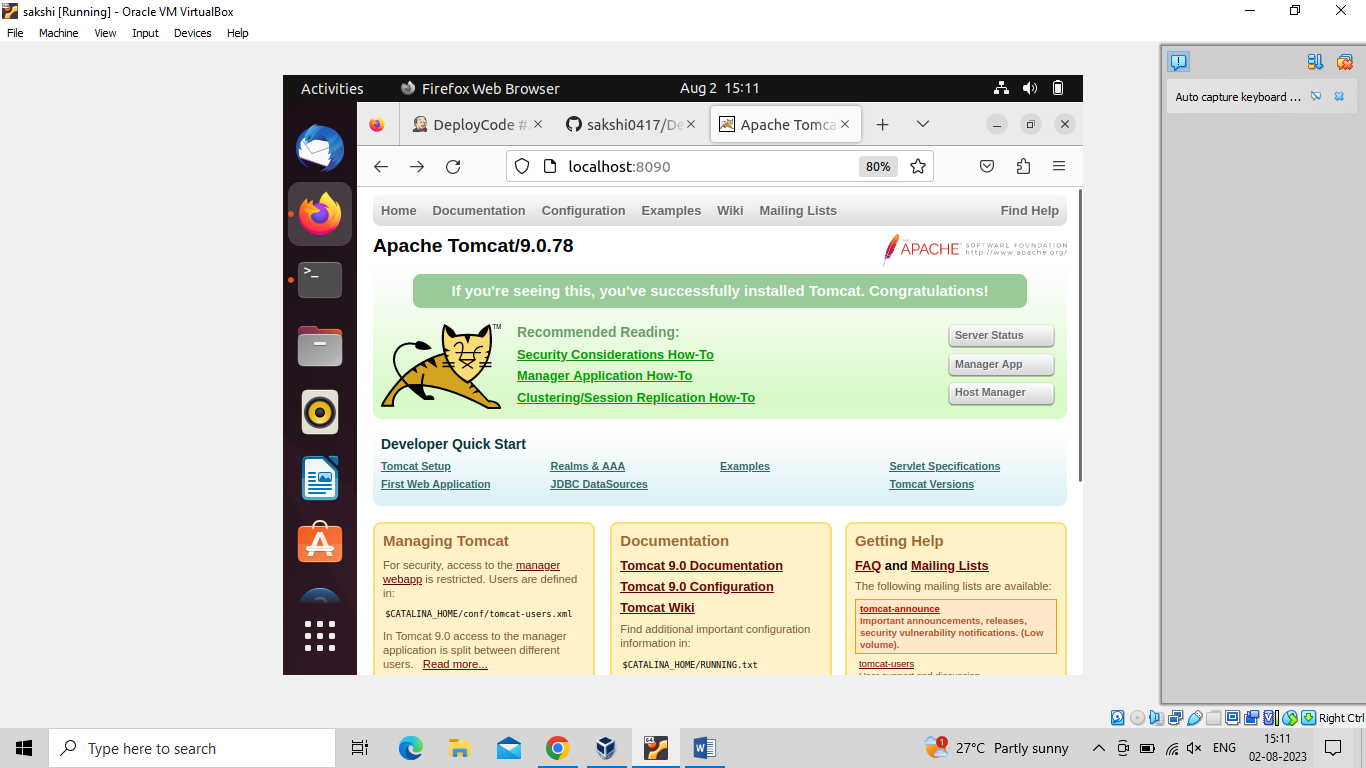 sakshi [Running] - Oracle VM VirtualBox
File Machine View Input Devices Help
Auto capture keyboard ...
Activities Firefox Web Browser Aug 2 15:11
DeployCode # sakshi0417/De Apache Tomca
localhost:8090 80%
Home Documentation Configuration Examples Wiki Mailing Lists Find Help
Apache Tomcat/9.0.78
THE APACHE SOFTWARE FOUNDATION
http://www.apache.org/
If you're seeing this, you've successfully installed Tomcat. Congratulations!
TM
Recommended Reading:
Security Considerations How-To
Manager Application How-To
Clustering/Session Replication How-To
Server Status
Manager App
Host Manager
Developer Quick Start
Tomcat Setup Realms & AAA Examples Servlet Specifications
First Web Application JDBC DataSources Tomcat Versions
Managing Tomcat
For security, access to the manager
webapp is restricted. Users are defined
in:
$CATALINA_HOME/conf/tomcat-users.xml
In Tomcat 9.0 access to the manager
application is split between different
users. Read more...
Documentation
Tomcat 9.0 Documentation
Tomcat 9.0 Configuration
Tomcat Wiki
Find additional important configuration
information in:
$CATALINA_HOME/RUNNING.txt
Getting Help
FAQ and Mailing Lists
The following mailing lists are available:
tomcat-announce
Important announcements, releases,
security vulnerability notifications. (Low
volume).
tomcat-users
User support and discussion
Right Ctrl
Type here to search
1
27°C Partly sunny
ENG
15:11
02-08-2023